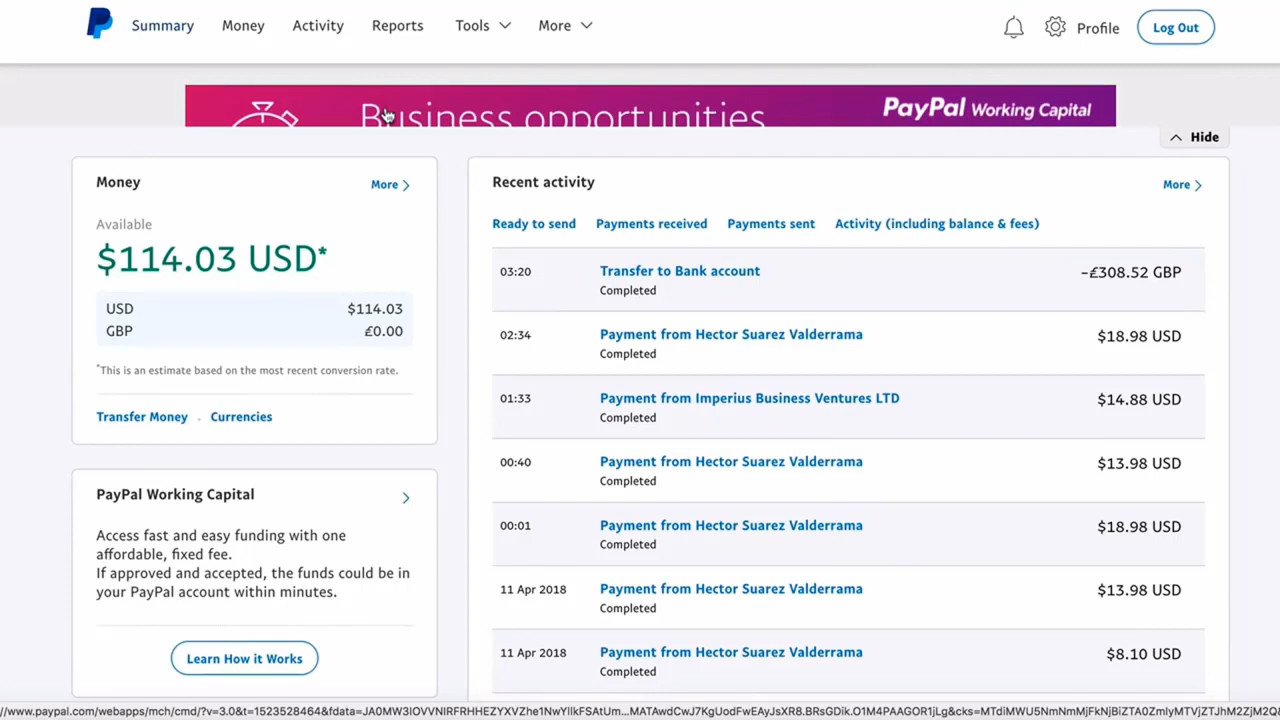 Summary Money Activity Reports Tools More Profile Log Out
Business opportunities PayPal Working Capital
Hide
Money More
Available
$114.03 USD*
USD $114.03
GBP £0.00
*This is an estimate based on the most recent conversion rate.
Transfer Money . Currencies
PayPal Working Capital
Access fast and easy funding with one
affordable, fixed fee.
If approved and accepted, the funds could be in
your PayPal account within minutes.
Learn How it Works
Recent activity More
Ready to send Payments received Payments sent Activity (including balance & fees)
03:20 Transfer to Bank account -£308.52 GBP
Completed
02:34 Payment from Hector Suarez Valderrama $18.98 USD
Completed
01:33 Payment from Imperius Business Ventures LTD $14.88 USD
Completed
00:40 Payment from Hector Suarez Valderrama $13.98 USD
Completed
00:01 Payment from Hector Suarez Valderrama $18.98 USD
Completed
11 Apr 2018 Payment from Hector Suarez Valderrama $13.98 USD
Completed
11 Apr 2018 Payment from Hector Suarez Valderrama $8.10 USD
Completed